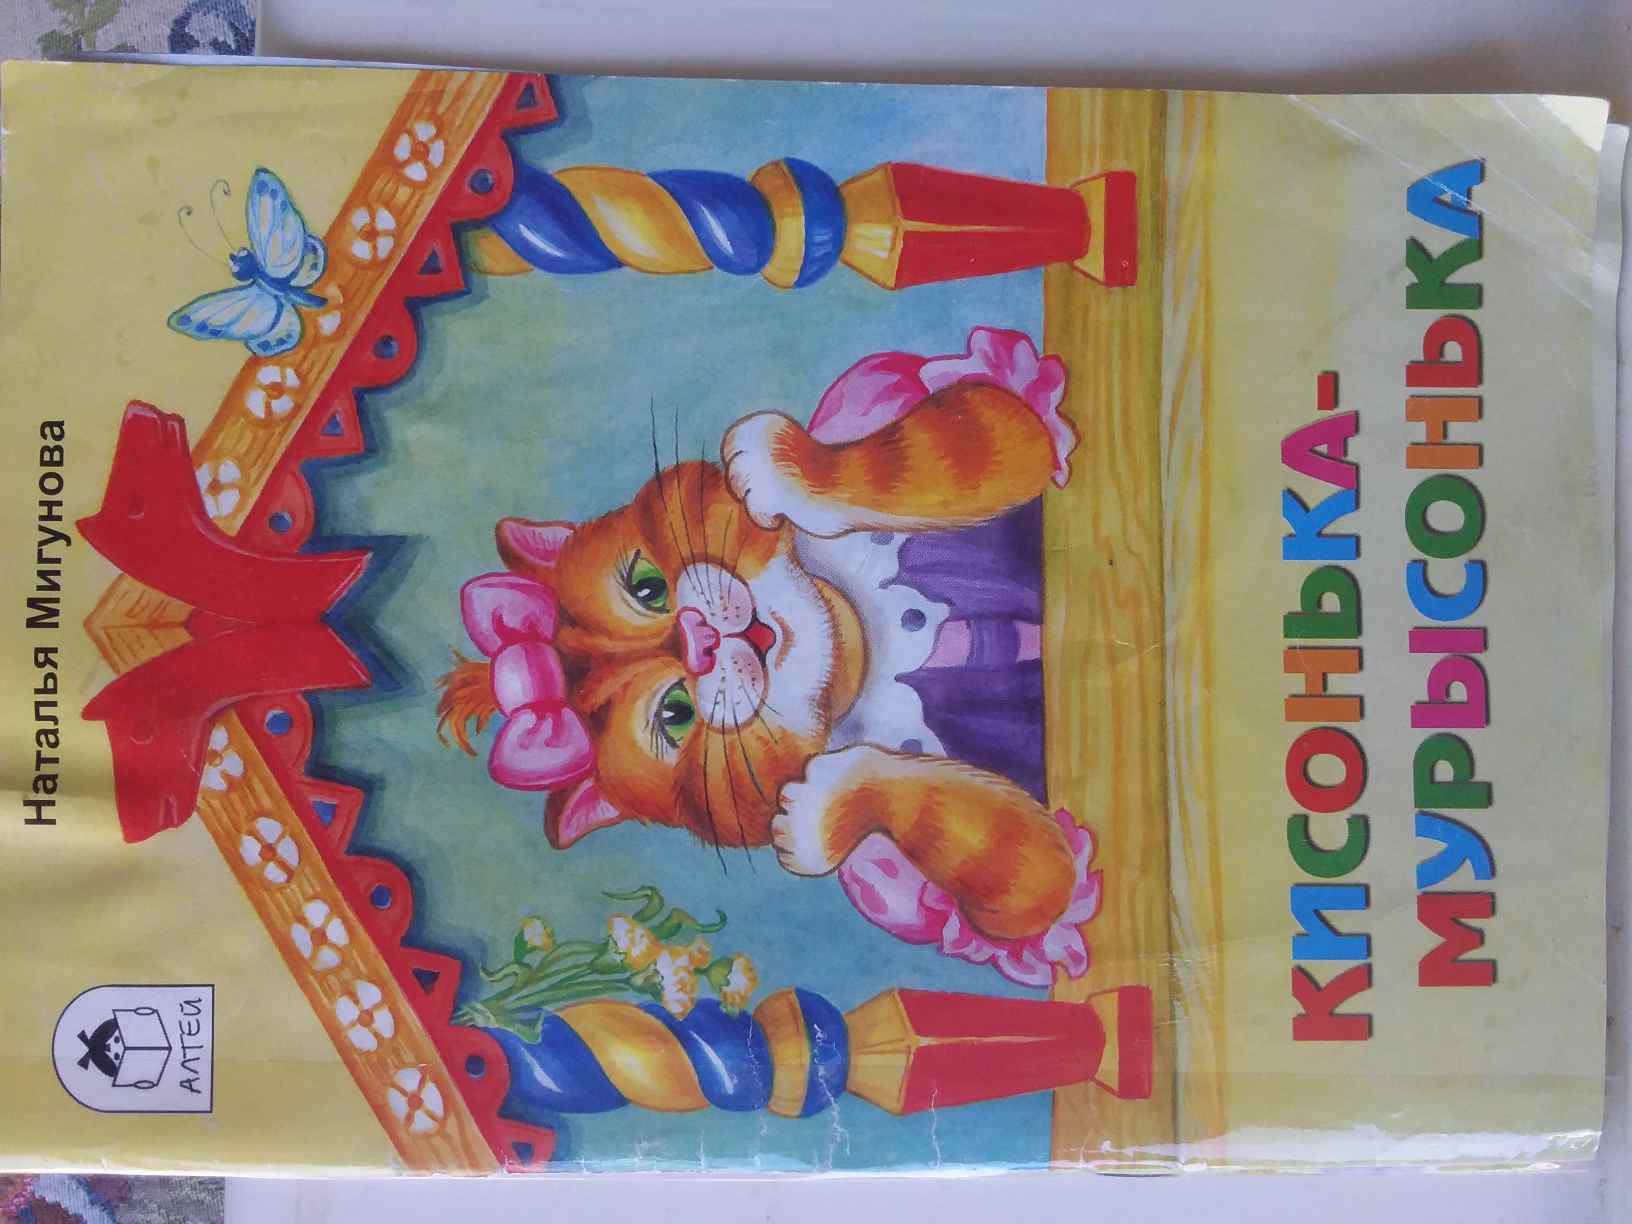 Наталья Мигунова
АЛТЕЙ
КИСОНЬКА-
МУРЫСОНЬКА